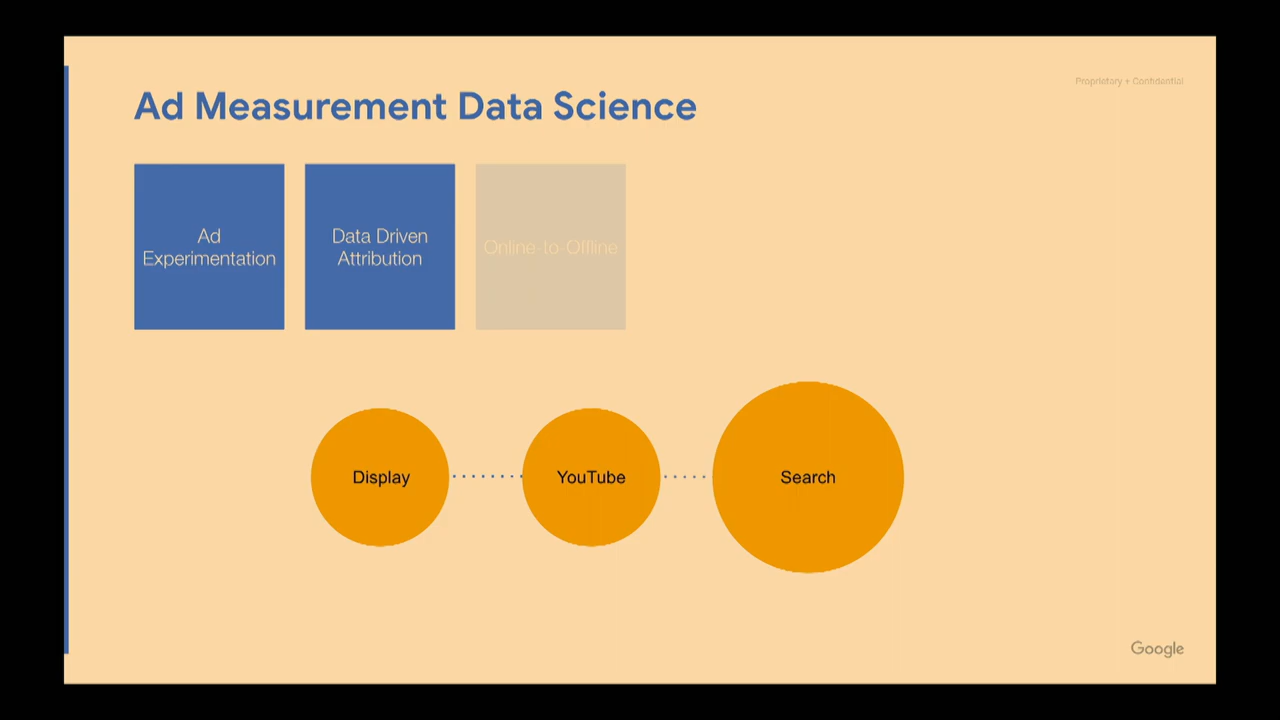 Proprietary + Confidential
Ad Measurement Data Science
Ad
Experimentation
Data Driven
Attribution
Online-to-Offline
Display
YouTube
Search
Google